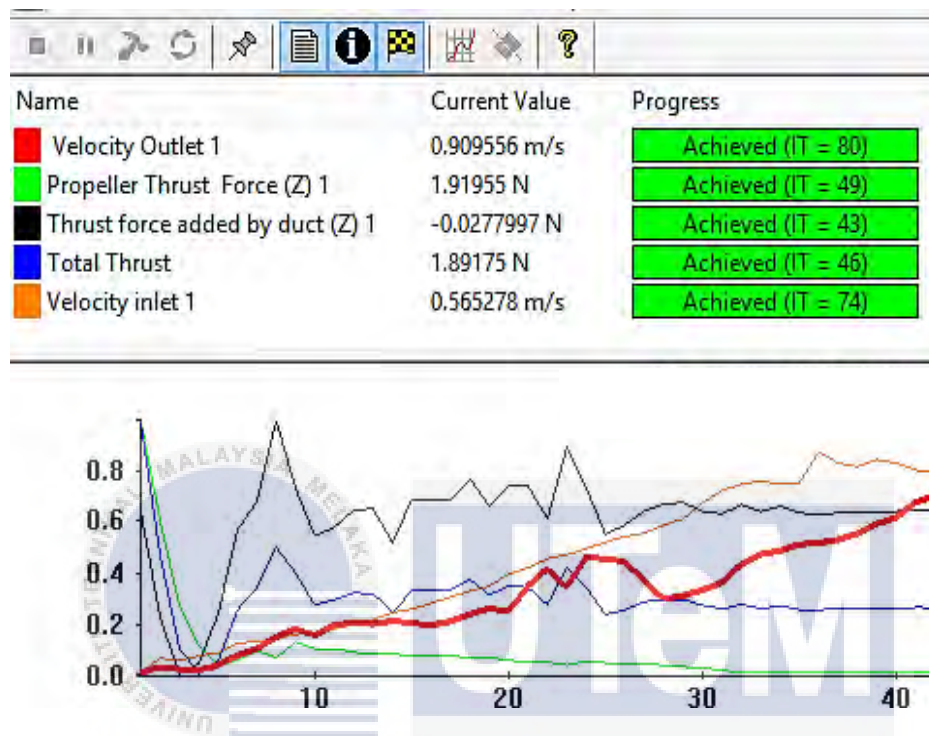 Name Current Value Progress
Velocity Outlet 1 0.909556 m/s Achieved (IT = 80)
Propeller Thrust Force (Z) 1 1.91955 N Achieved (IT = 49)
Thrust force added by duct (Z) 1 -0.0277997 N Achieved (IT = 43)
Total Thrust 1.89175 N Achieved (IT = 46)
Velocity inlet 1 0.565278 m/s Achieved (IT = 74)
0.8
0.6
0.4
0.2
0.0
10 20 30 40
MALAYSIA
UTeM